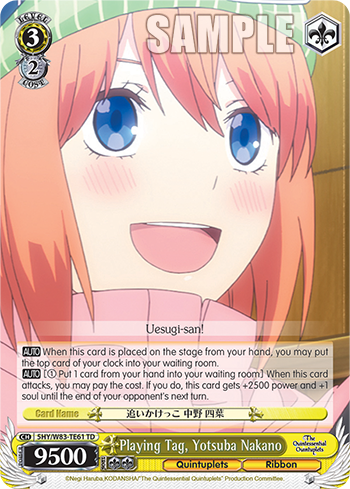 LEVEL
3
2
COST
SAMPLE
Uesugi-san!
AUTO When this card is placed on the stage from your hand, you may put
the top card of your clock into your waiting room.
AUTO [① Put 1 card from your hand into your waiting room] When this card
attacks, you may pay the cost. If you do, this card gets +2500 power and +1
soul until the end of your opponent's next turn.
Card Name 追いかけっこ 中野 四葉
CH 5HY/W83-TE61 TD
Playing Tag, Yotsuba Nakano
The Quintessential Quintuplets
9500
Quintuplets Ribbon
©Negi Haruba,KODANSHA/"The Quintessential Quintuplets" Production Committee.